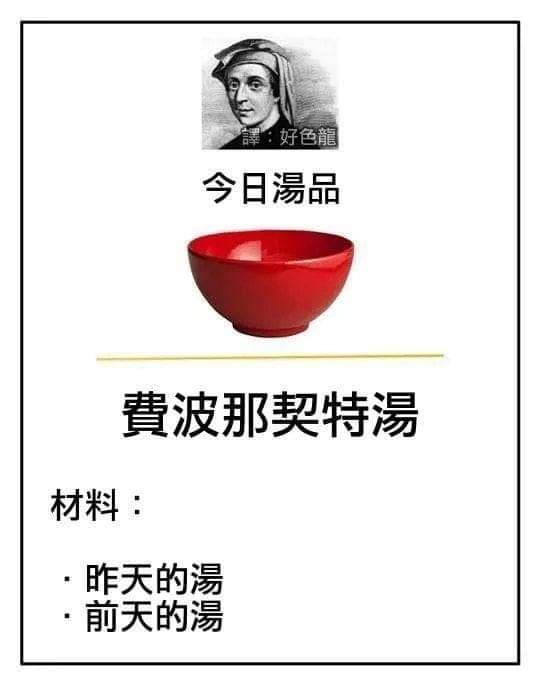 譯：好色龍
今日湯品
費波那契特湯
材料：
．昨天的湯
．前天的湯